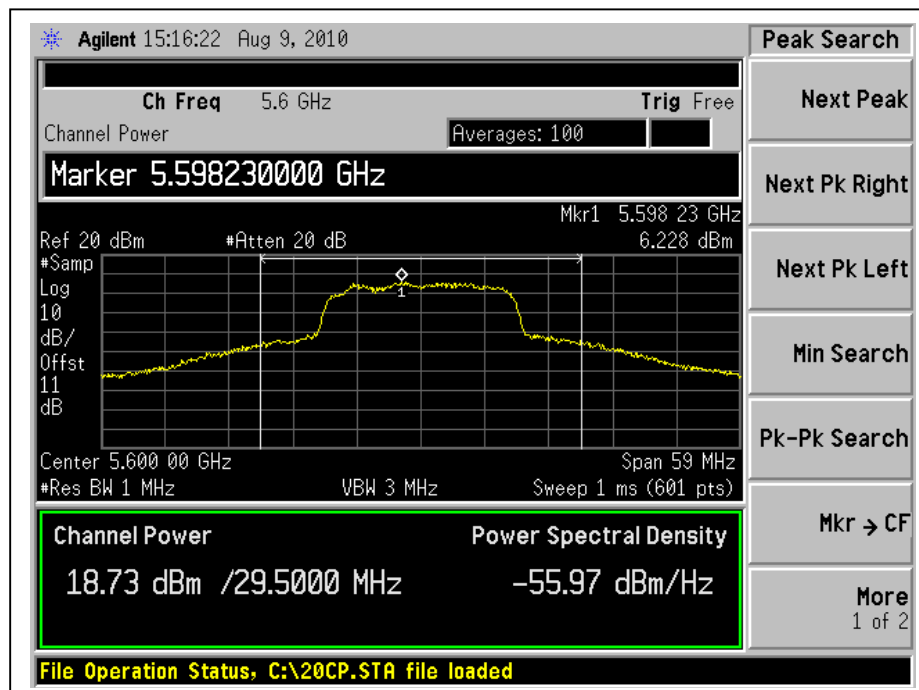 Agilent 15:16:22 Aug 9, 2010
Peak Search
Ch Freq 5.6 GHz Trig Free
Channel Power Averages: 100
Marker 5.598230000 GHz
Mkr1 5.598 23 GHz
Ref 20 dBm #Atten 20 dB 6.228 dBm
#Samp
Log
10
dB/
Offst
11
dB
1
Center 5.600 00 GHz Span 59 MHz
#Res BW 1 MHz VBW 3 MHz Sweep 1 ms (601 pts)
Channel Power Power Spectral Density
18.73 dBm /29.5000 MHz -55.97 dBm/Hz
File Operation Status, C:\20CP.STA file loaded
Next Peak
Next Pk Right
Next Pk Left
Min Search
Pk-Pk Search
Mkr → CF
More
1 of 2